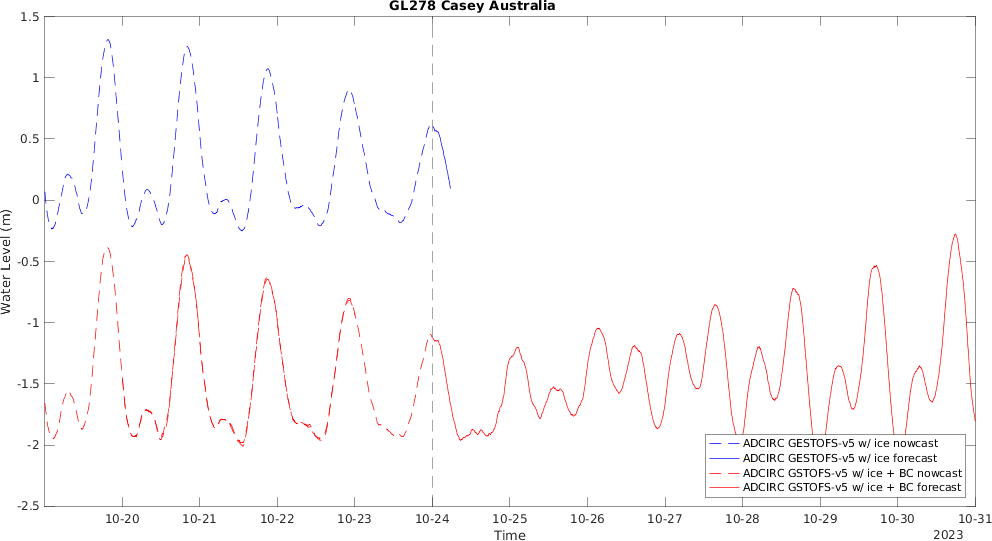 GL278 Casey Australia
1.5
1
0.5
0
-0.5
-1
-1.5
-2
-2.5
Water Level (m)
ADCIRC GESTOFS-v5 w/ ice nowcast
ADCIRC GESTOFS-v5 w/ ice forecast
ADCIRC GSTOFS-v5 w/ ice + BC nowcast
ADCIRC GSTOFS-v5 w/ ice + BC forecast
10-20 10-21 10-22 10-23 10-24 10-25 10-26 10-27 10-28 10-29 10-30 10-31
Time
2023